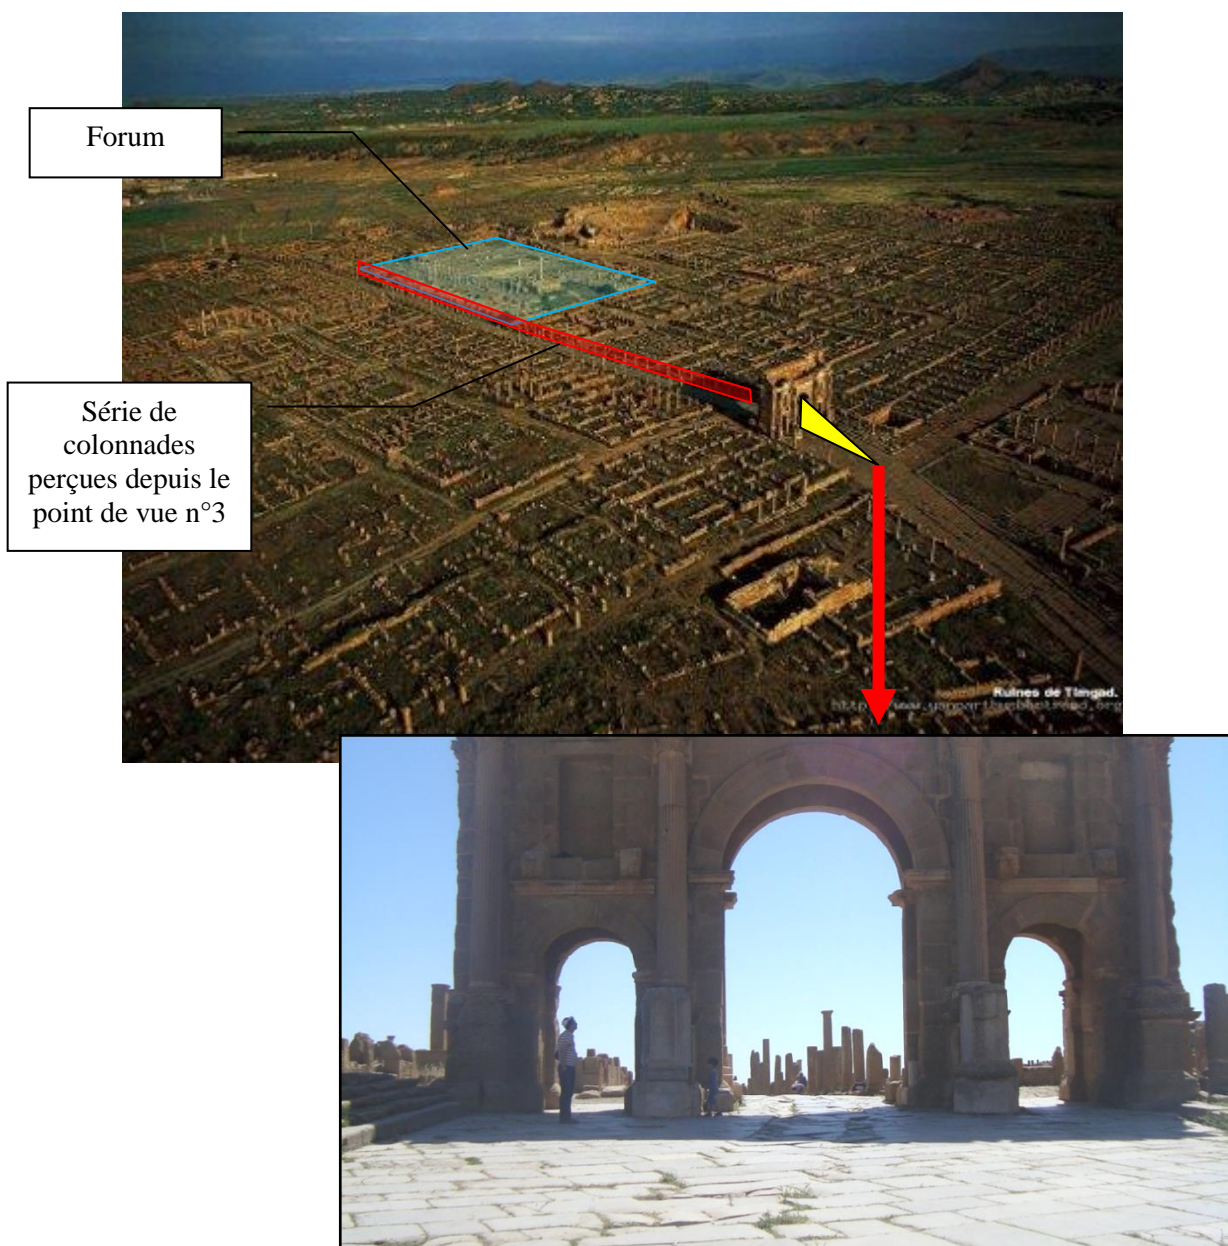 Forum
Série de
colonnades
perçues depuis le
point de vue n°3
Ruines de Timgad.